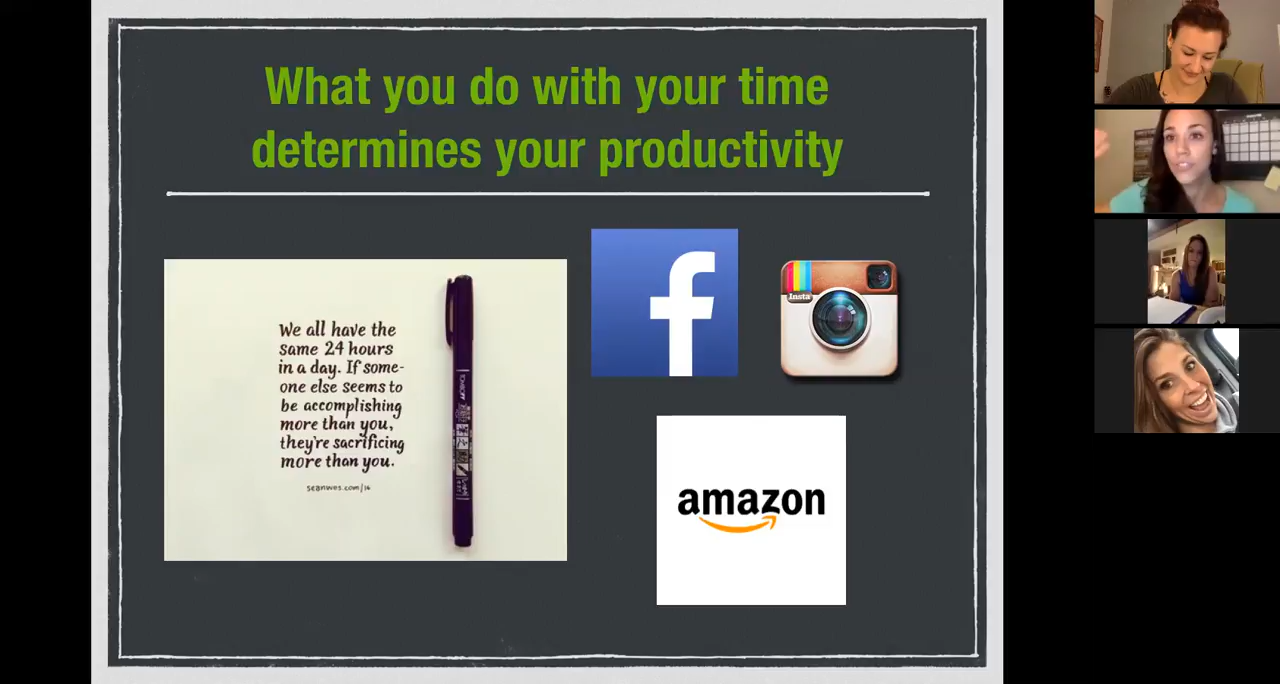 What you do with your time
determines your productivity
We all have the
same 24 hours
in a day. If some-
one else seems to
be accomplishing
more than you,
they're sacrificing
more than you.
seanwes.com/14
f
Insta
amazon